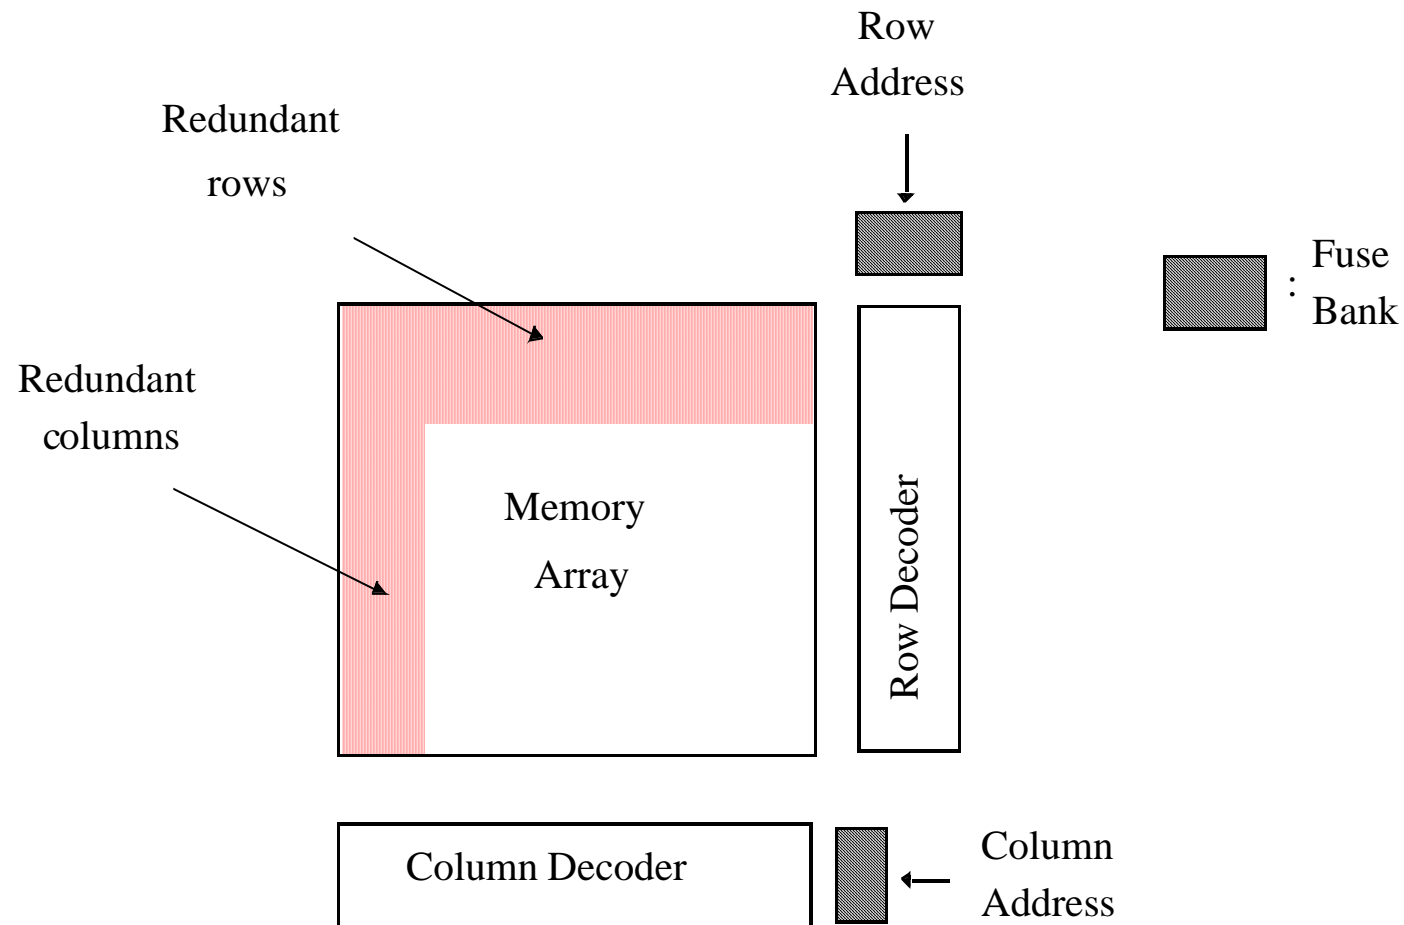 Row
Address
Redundant
rows
: Fuse
Bank
Redundant
columns
Memory
Array
Row Decoder
Column Decoder
Column
Address